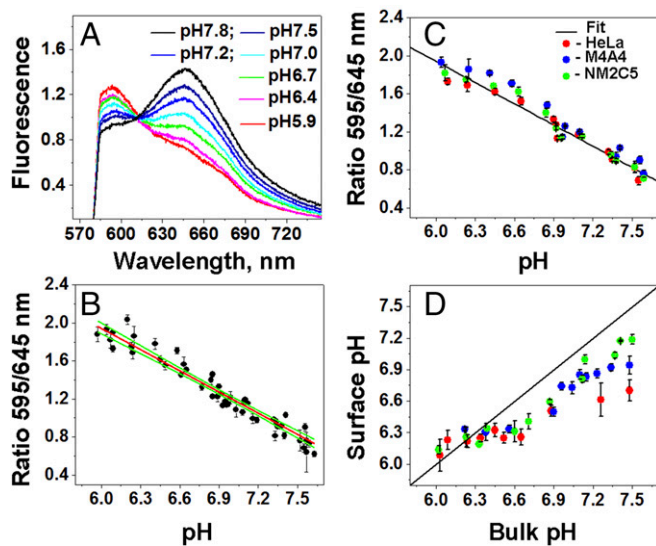 A
pH7.8; pH7.5
pH7.2; pH7.0
pH6.7
pH6.4
pH5.9
Fluorescence
1.2
0.8
0.4
570 600 630 660 690 720
Wavelength, nm
C
Fit
- HeLa
- M4A4
- NM2C5
Ratio 595/645 nm
2.4
2.0
1.6
1.2
0.8
0.4
6.0 6.3 6.6 6.9 7.2 7.5
pH
B
Ratio 595/645 nm
2.4
2.0
1.6
1.2
0.8
0.4
6.0 6.3 6.6 6.9 7.2 7.5
pH
D
Surface pH
7.5
7.2
6.9
6.6
6.3
6.0
6.0 6.3 6.6 6.9 7.2 7.5
Bulk pH